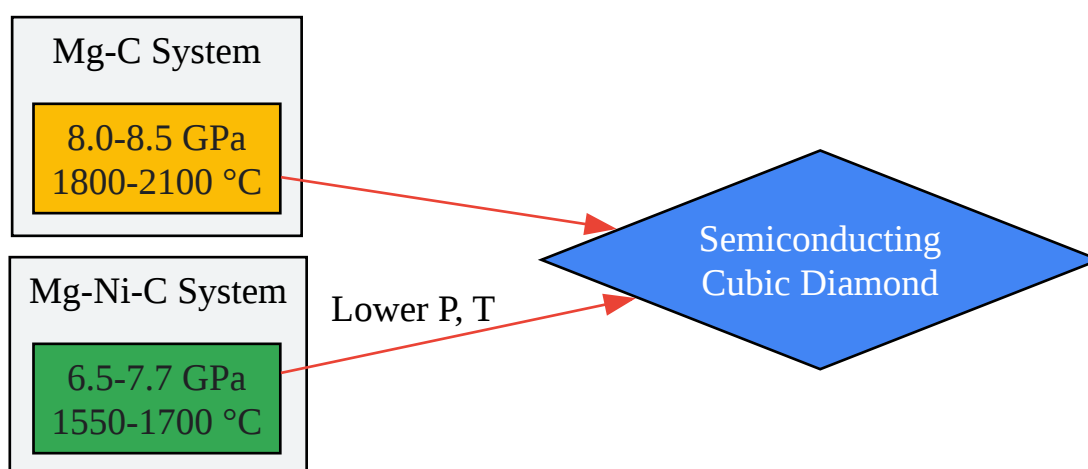 Mg-C System
8.0-8.5 GPa
1800-2100 °C
Mg-Ni-C System
6.5-7.7 GPa
1550-1700 °C
Lower P, T
Semiconducting
Cubic Diamond